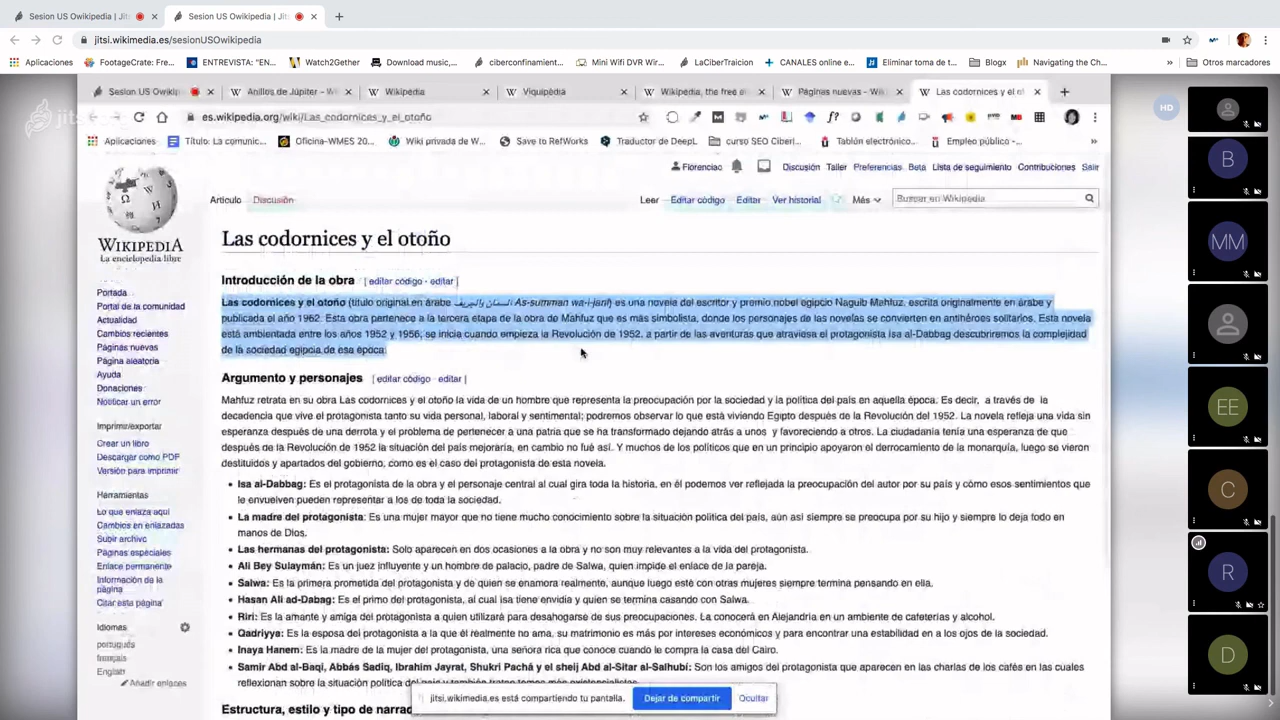 Sesion US Owikipedia | Jit
Sesion US Owikipedia | Jit
jitsi.wikimedia.es/sesionUSOwikipedia
Aplicaciones
FootageCrate: Fre...
ENTREVISTA: "EN...
Watch2Gether
Download music,...
ciberconfinamient...
Mini Wifi DVR Wir...
LaCiberTraicion
CANALES online e...
Eliminar toma de t...
Blogx
Navigating the Ch...
»
Otros marcadores
Sesion US Owikip
Anillos de Júpiter – W
Wikipedia
Viquipèdia
Wikipedia, the free el
Páginas nuevas - Wi
Las codornices y el ot
HD
jits
es.wikipedia.org/wiki/Las_codornices_y_el_otoño
Aplicaciones
Título: La comunic...
Oficina-WMES 20...
Wiki privada de W...
Save to RefWorks
Traductor de DeepL
curso SEO Ciberl...
Tablón electrónico...
Empleo público -...
»
Florenciac
Discusión
Taller
Preferencias
Beta
Lista de seguimiento
Contribuciones
Salir
Artículo
Discusión
Leer
Editar código
Editar
Ver historial
Más
Buscar en Wikipedia
WIKIPEDIA
La enciclopedia libre
Las codornices y el otoño
Introducción de la obra [ editar código · editar ]
Las codornices y el otoño (título original en árabe السمان والخريف As-summan wa-l-jarif) es una novela del escritor y premio nobel egipcio Naguib Mahfuz, escrita originalmente en árabe y
publicada el año 1962. Esta obra pertenece a la tercera etapa de la obra de Mahfuz que es más simbolista, donde los personajes de las novelas se convierten en antihéroes solitarios. Esta novela
está ambientada entre los años 1952 y 1956, se inicia cuando empieza la Revolución de 1952, a partir de las aventuras que atraviesa el protagonista Isa al-Dabbag descubriremos la complejidad
de la sociedad egipcia de esa época.
Argumento y personajes [ editar código · editar ]
Mahfuz retrata en su obra Las codornices y el otoño la vida de un hombre que representa la preocupación por la sociedad y la política del país en aquella época. Es decir, a través de la
decadencia que vive el protagonista tanto su vida personal, laboral y sentimental; podremos observar lo que está viviendo Egipto después de la Revolución del 1952. La novela refleja una vida sin
esperanza después de una derrota y el problema de pertenecer a una patria que se ha transformado dejando atrás a unos y favoreciendo a otros. La ciudadanía tenía una esperanza de que
después de la Revolución de 1952 la situación del país mejoraría, en cambio no fué así. Y muchos de los políticos que en un principio apoyaron el derrocamiento de la monarquía, luego se vieron
destituidos y apartados del gobierno, como es el caso del protagonista de esta novela.
Isa al-Dabbag: Es el protagonista de la obra y el personaje central al cual gira toda la historia, en él podemos ver reflejada la preocupación del autor por su país y cómo esos sentimientos que
le envuelven pueden representar a los de toda la sociedad.
La madre del protagonista: Es una mujer mayor que no tiene mucho conocimiento sobre la situación política del país, aún así siempre se preocupa por su hijo y siempre lo deja todo en
manos de Dios.
Las hermanas del protagonista: Solo aparecen en dos ocasiones a la obra y no son muy relevantes a la vida del protagonista.
Ali Bey Sulaymán: Es un juez influyente y un hombre de palacio, padre de Salwa, quien impide el enlace de la pareja.
Salwa: Es la primera prometida del protagonista y de quien se enamora realmente, aunque luego esté con otras mujeres siempre termina pensando en ella.
Hasan Ali ad-Dabag: Es el primo del protagonista, al cual isa tiene envidia y quien se termina casando con Salwa.
Riri: Es la amante y amiga del protagonista a quien utilizará para desahogarse de sus preocupaciones. La conocerá en Alejandría en un ambiente de cafeterías y alcohol.
Qadriyya: Es la esposa del protagonista a la que él realmente no ama, su matrimonio es más por intereses económicos y para encontrar una estabilidad en a los ojos de la sociedad.
Inaya Hanem: Es la madre de la mujer del protagonista, una señora rica que conoce cuando le compra la casa del Cairo.
Samir Abd al-Baqi, Abbás Sadiq, Ibrahim Jayrat, Shukri Pachá y el sheij Abd al-Sitar al-Salhubí: Son los amigos del protagonista que aparecen en las charlas de los cafés en las cuales
reflexionan sobre la situación política
Estructura, estilo y tipo de narrad
Portada
Portal de la comunidad
Actualidad
Cambios recientes
Páginas nuevas
Página aleatoria
Ayuda
Donaciones
Notificar un error
Imprimir/exportar
Crear un libro
Descargar como PDF
Versión para imprimir
Herramientas
Lo que enlaza aquí
Cambios en enlazadas
Subir archivo
Páginas especiales
Enlace permanente
Información de la
página
Citar esta página
Idiomas
português
français
English
Añadir enlaces
jitsi.wikimedia.es está compartiendo tu pantalla.
Dejar de compartir
Ocultar
B
MM
EE
C
R
D